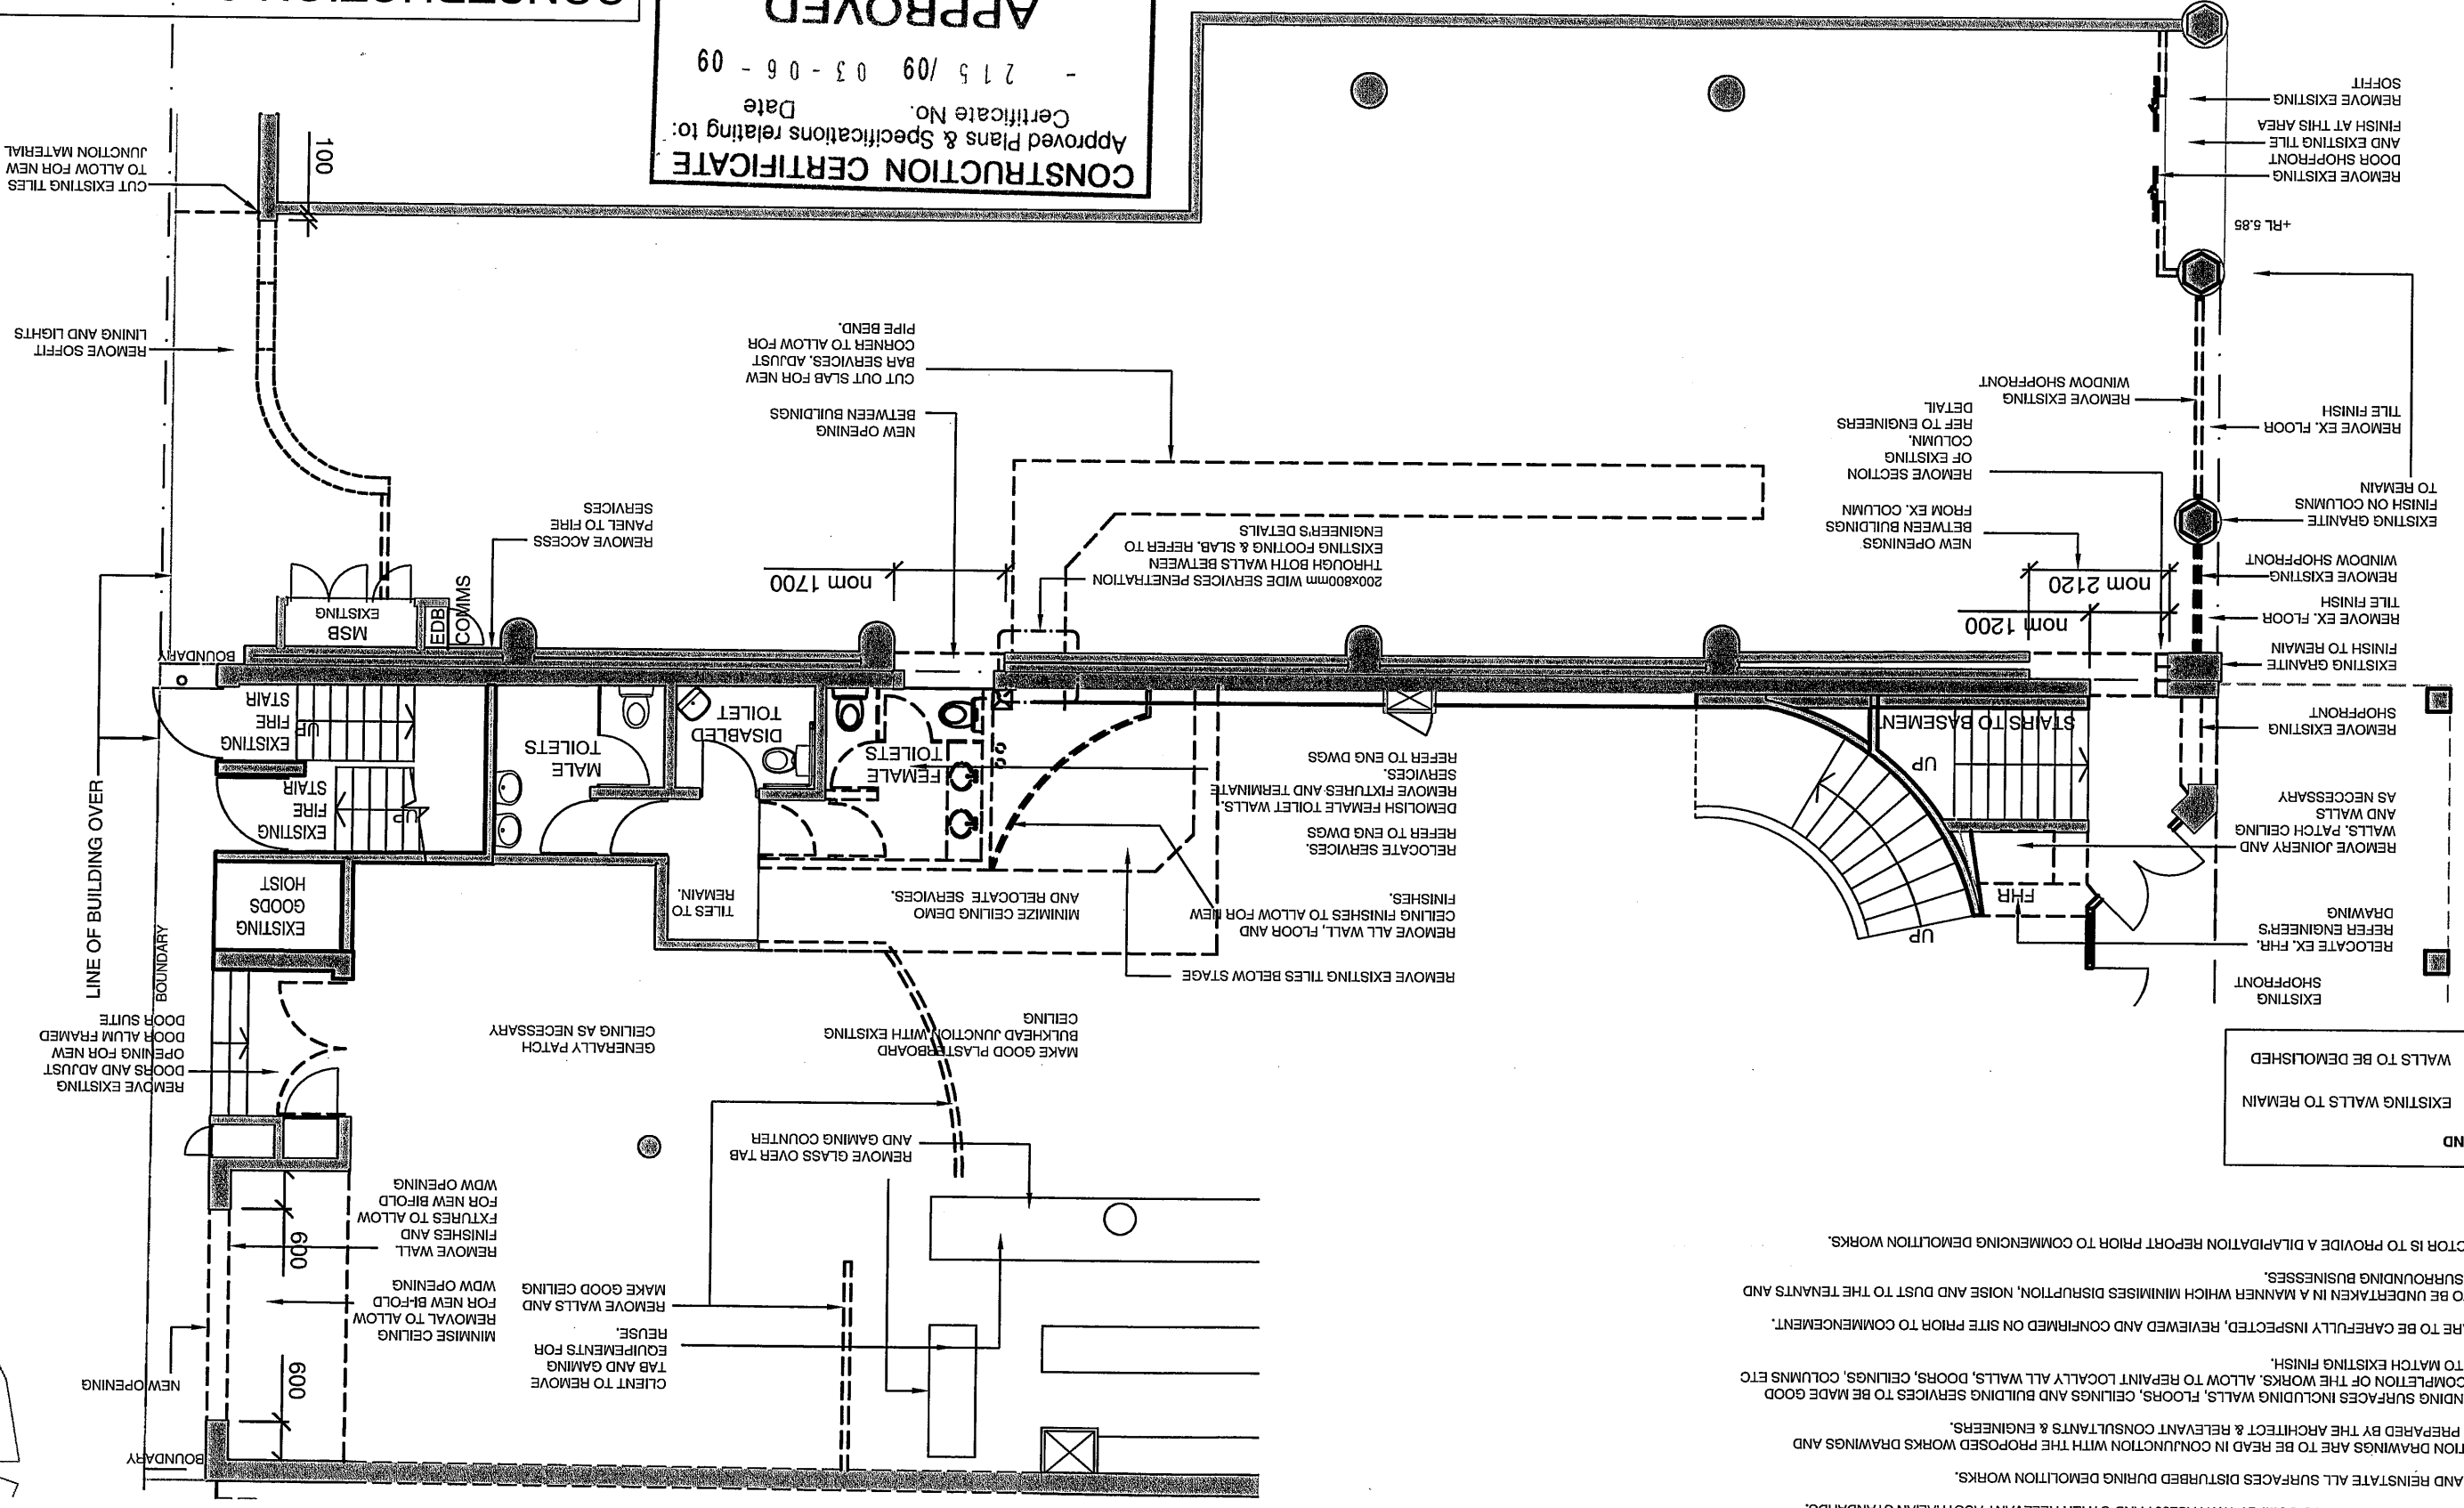 RELEVANT AUSTRALIAN STANDARDS.
AND REINSTATE ALL SURFACES DISTURBED DURING DEMOLITION WORKS.
TION DRAWINGS ARE TO BE READ IN CONJUNCTION WITH THE PROPOSED WORKS DRAWINGS AND
PREPARED BY THE ARCHITECT & RELEVANT CONSULTANTS & ENGINEERS.
NDING SURFACES INCLUDING WALLS, FLOORS, CEILINGS AND BUILDING SERVICES TO BE MADE GOOD
COMPLETION OF THE WORKS. ALLOW TO REPAINT LOCALLY ALL WALLS, DOORS, CEILINGS, COLUMNS ETC
TO MATCH EXISTING FINISH.
RE TO BE CAREFULLY INSPECTED, REVIEWED AND CONFIRMED ON SITE PRIOR TO COMMENCEMENT.
O BE UNDERTAKEN IN A MANNER WHICH MINIMISES DISRUPTION, NOISE AND DUST TO THE TENANTS AND
SURROUNDING BUSINESSES.
CTOR IS TO PROVIDE A DILAPIDATION REPORT PRIOR TO COMMENCING DEMOLITION WORKS.
ND
EXISTING WALLS TO REMAIN
WALLS TO BE DEMOLISHED
BOUNDARY
NEW OPENING
600
600
CLIENT TO REMOVE
TAB AND GAMING
EQUIPEMENTS FOR
REUSE.
REMOVE WALLS AND
MAKE GOOD CEILING
MINIMISE CEILING
REMOVAL TO ALLOW
FOR NEW BI-FOLD
WDW OPENING
REMOVE WALL
FINISHES AND
FXTURES TO ALLOW
FOR NEW BIFOLD
WDW OPENING
REMOVE GLASS OVER TAB
AND GAMING COUNTER
MAKE GOOD PLASTERBOARD
BULKHEAD JUNCTION WITH EXISTING
CEILING
GENERALLY PATCH
CEILING AS NECESSARY
REMOVE EXISTING
DOORS AND ADJUST
OPENING FOR NEW
DOOR ALUM FRAMED
DOOR SUITE
BOUNDARY
LINE OF BUILDING OVER
EXISTING
SHOPFRONT
RELOCATE EX. FHR.
REFER ENGINEER'S
DRAWING
FHR
UP
REMOVE JOINERY AND
WALLS. PATCH CEILING
AND WALLS
AS NECCESARY
UP
STAIRS TO BASEMENT
REMOVE EXISTING
SHOPFRONT
REMOVE EXISTING TILES BELOW STAGE
REMOVE ALL WALL, FLOOR AND
CEILING FINISHES TO ALLOW FOR NEW
FINISHES.
RELOCATE SERVICES.
REFER TO ENG DWGS
DEMOLISH FEMALE TOILET WALLS.
REMOVE FIXTURES AND TERMINATE
SERVICES.
REFER TO ENG DWGS
MINIMIZE CEILING DEMO
AND RELOCATE SERVICES.
TILES TO
REMAIN.
FEMALE
TOILETS
DISABLED
TOILET
MALE
TOILETS
EXISTING
GOODS
HOIST
EXISTING
FIRE
STAIR
UP
EXISTING
FIRE
STAIR
UP
BOUNDARY
EXISTING GRANITE
FINISH TO REMAIN
REMOVE EX. FLOOR
TILE FINISH
REMOVE EXISTING
WINDOW SHOPFRONT
EXISTING GRANITE
FINISH ON COLUMNS
TO REMAIN
nom 1200
nom 2120
NEW OPENINGS
BETWEEN BUILDINGS
FROM EX. COLUMN
REMOVE SECTION
OF EXISTING
COLUMN.
REF TO ENGINEERS
DETAIL
200x800mm WIDE SERVICES PENETRATION
THROUGH BOTH WALLS BETWEEN
EXISTING FOOTING & SLAB. REFER TO
ENGINEER'S DETAILS
nom 1700
COMMS
EDB
MSB
EXISTING
REMOVE ACCESS
PANEL TO FIRE
SERVICES
REMOVE EX. FLOOR
TILE FINISH
REMOVE EXISTING
WINDOW SHOPFRONT
NEW OPENING
BETWEEN BUILDINGS
CUT OUT SLAB FOR NEW
BAR SERVICES. ADJUST
CORNER TO ALLOW FOR
PIPE BEND.
REMOVE SOFFIT
LINING AND LIGHTS
+RL 5.85
REMOVE EXISTING
DOOR SHOPFRONT
AND EXISTING TILE
FINISH AT THIS AREA
REMOVE EXISTING
SOFFIT
CUT EXISTING TILES
TO ALLOW FOR NEW
JUNCTION MATERIAL
100
CONSTRUCTION CERTIFICATE
Approved Plans & Specifications relating to:
Certificate No. Date
- 215 /09 03-06-09
APPROVED
CONSTRUCTION